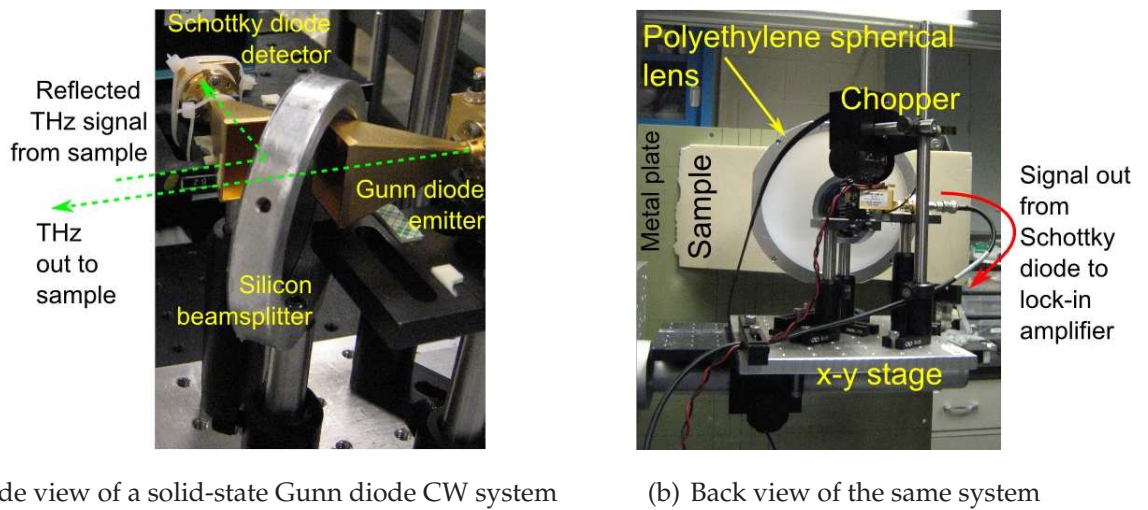 Schottky diode
detector
Reflected
THz signal
from sample
Gunn diode
emitter
THz
out to
sample
Silicon
beamsplitter
de view of a solid-state Gunn diode CW system
Polyethylene spherical
lens
Chopper
Metal plate
Sample
Signal out
from
Schottky
diode to
lock-in
amplifier
x-y stage
(b) Back view of the same system